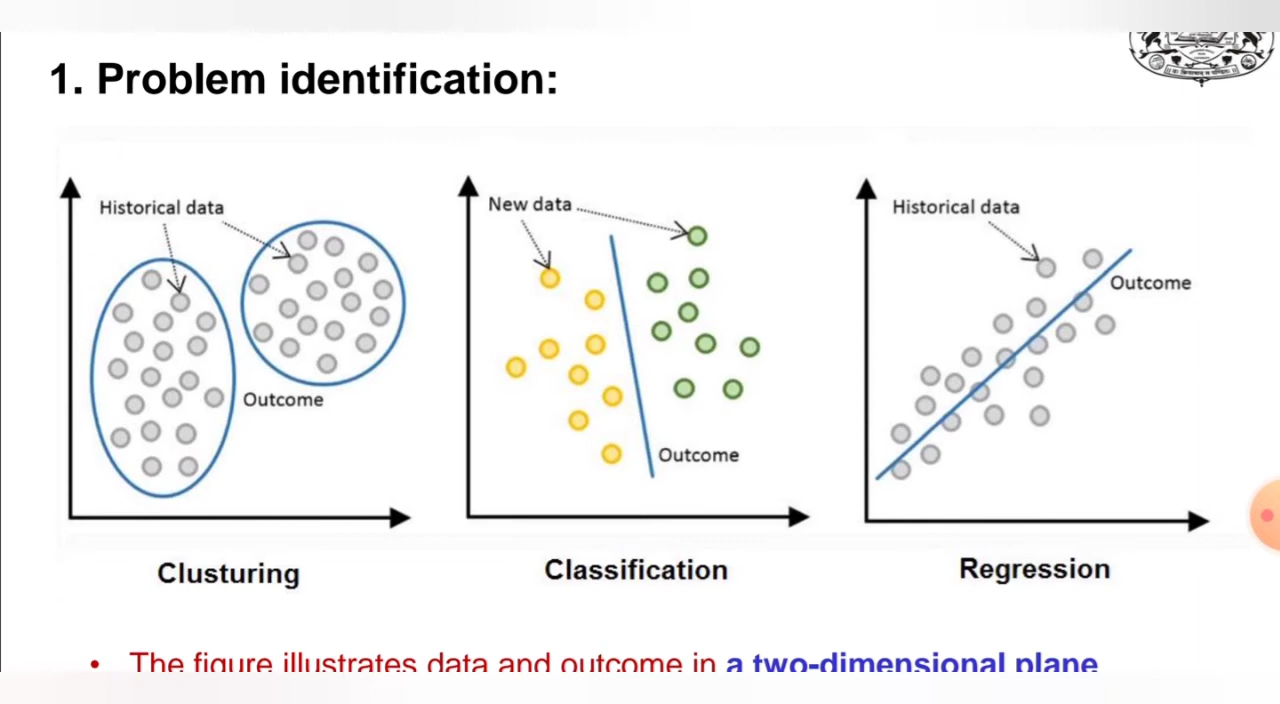 1. Problem identification:
Historical data
Outcome
Clusturing
New data
Outcome
Classification
Historical data
Outcome
Regression
• The figure illustrates data and outcome in a two-dimensional plane